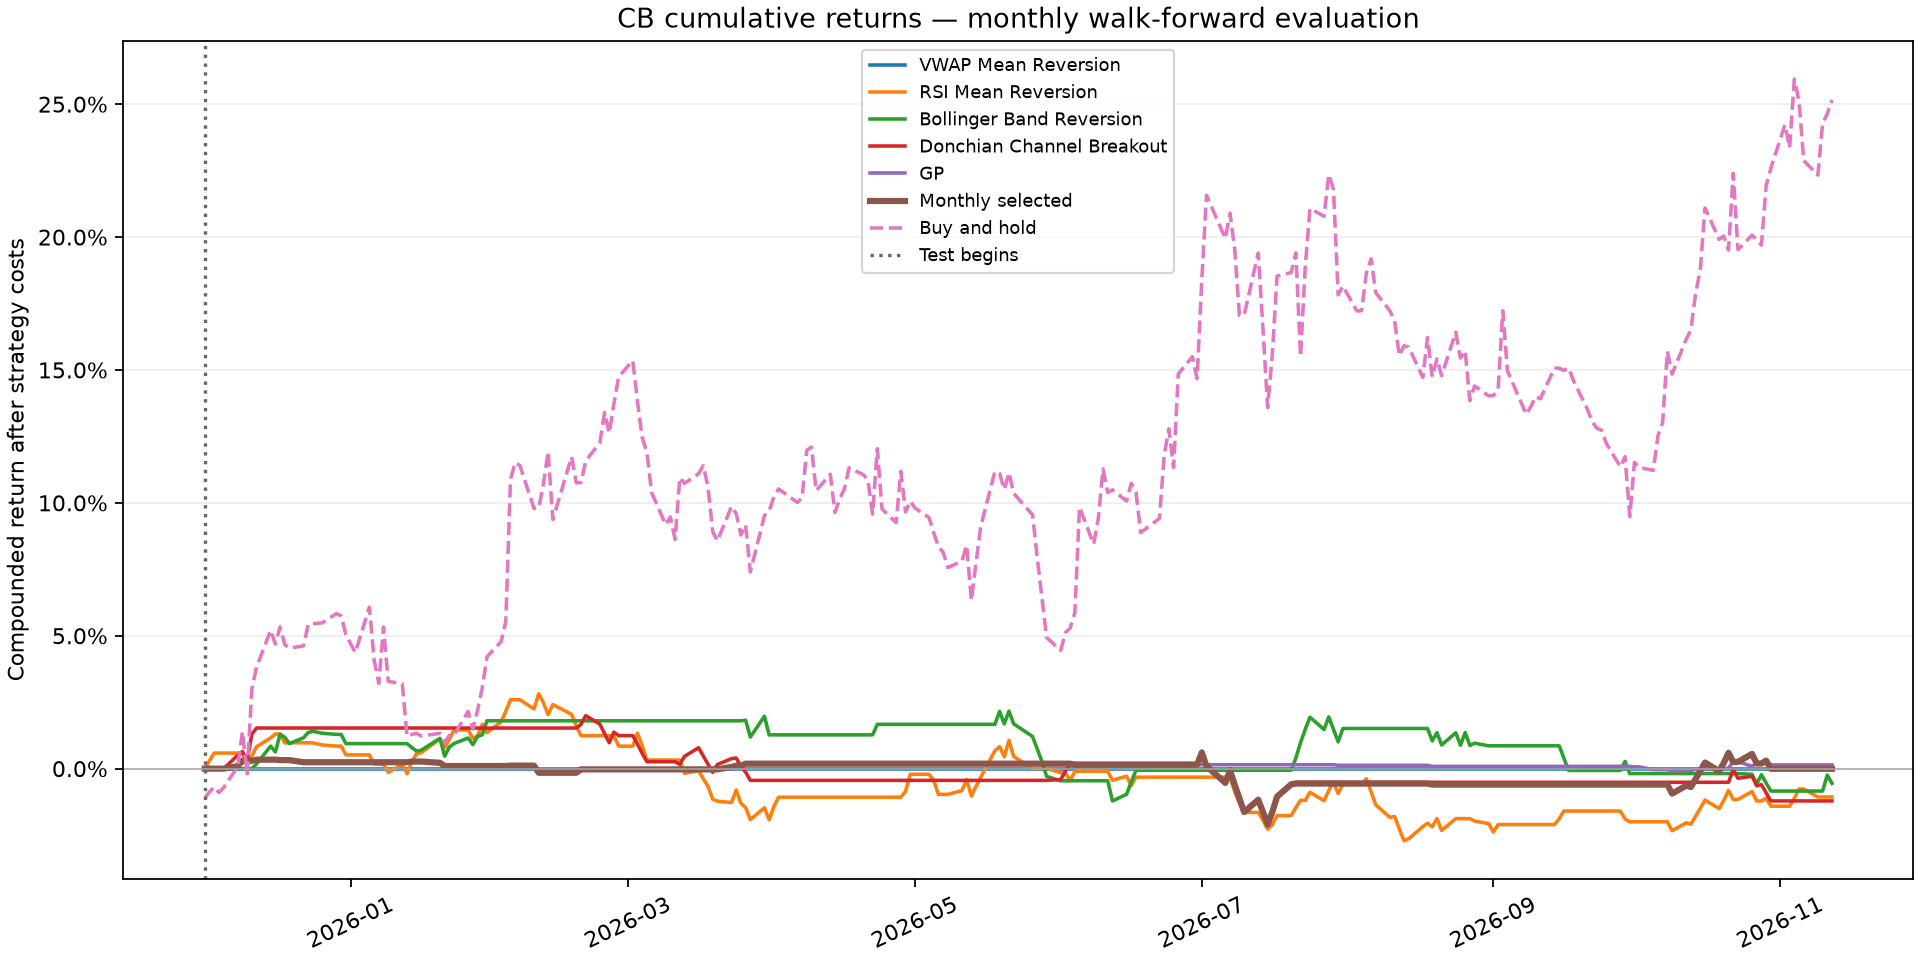 CB cumulative returns — monthly walk-forward evaluation
Compounded return after strategy costs
25.0%
20.0%
15.0%
10.0%
5.0%
0.0%
VWAP Mean Reversion
RSI Mean Reversion
Bollinger Band Reversion
Donchian Channel Breakout
GP
Monthly selected
Buy and hold
Test begins
2026-01
2026-03
2026-05
2026-07
2026-09
2026-11